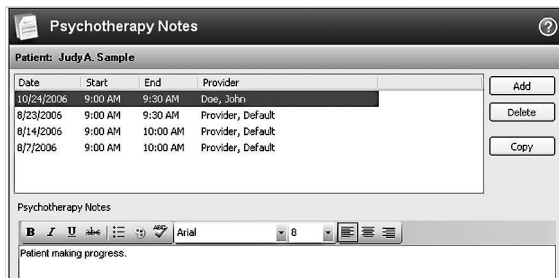 Psychotherapy Notes
Patient: Judy A. Sample
Date Start End Provider
10/24/2006 9:00 AM 9:30 AM Doe, John
8/23/2006 9:00 AM 9:30 AM Provider, Default
8/14/2006 9:00 AM 10:00 AM Provider, Default
8/7/2006 9:00 AM 10:00 AM Provider, Default
Add
Delete
Copy
Psychotherapy Notes
B I U abc ABC Arial 8
Patient making progress.